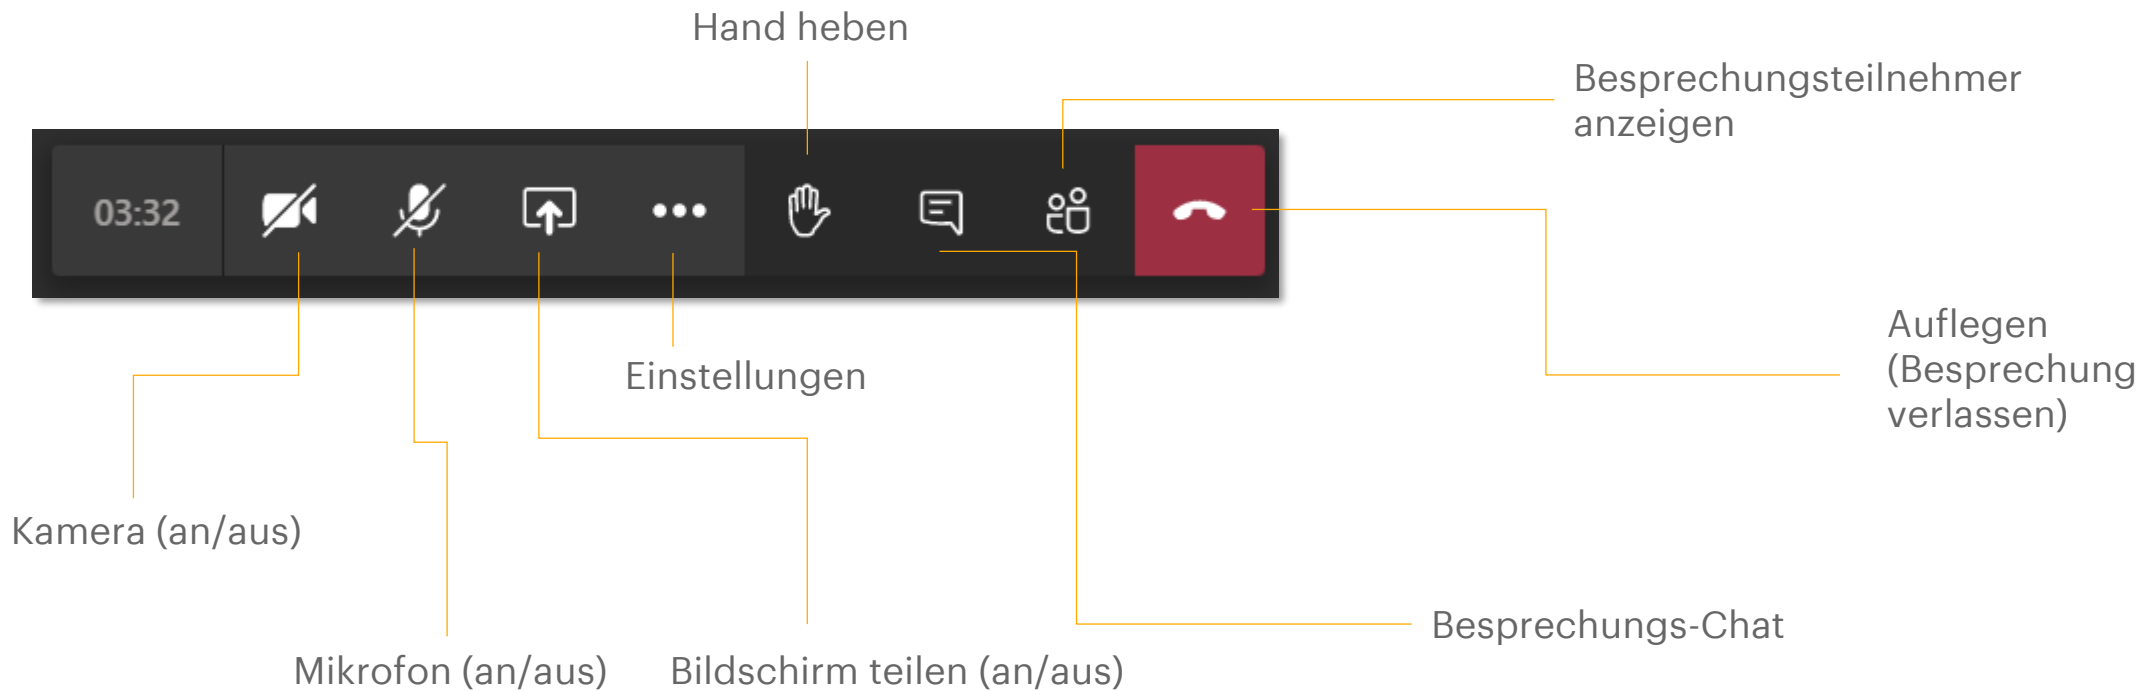 Hand heben
Besprechungsteilnehmer
anzeigen
03:32
Auflegen
(Besprechung
verlassen)
Einstellungen
Kamera (an/aus)
Besprechungs-Chat
Mikrofon (an/aus)
Bildschirm teilen (an/aus)